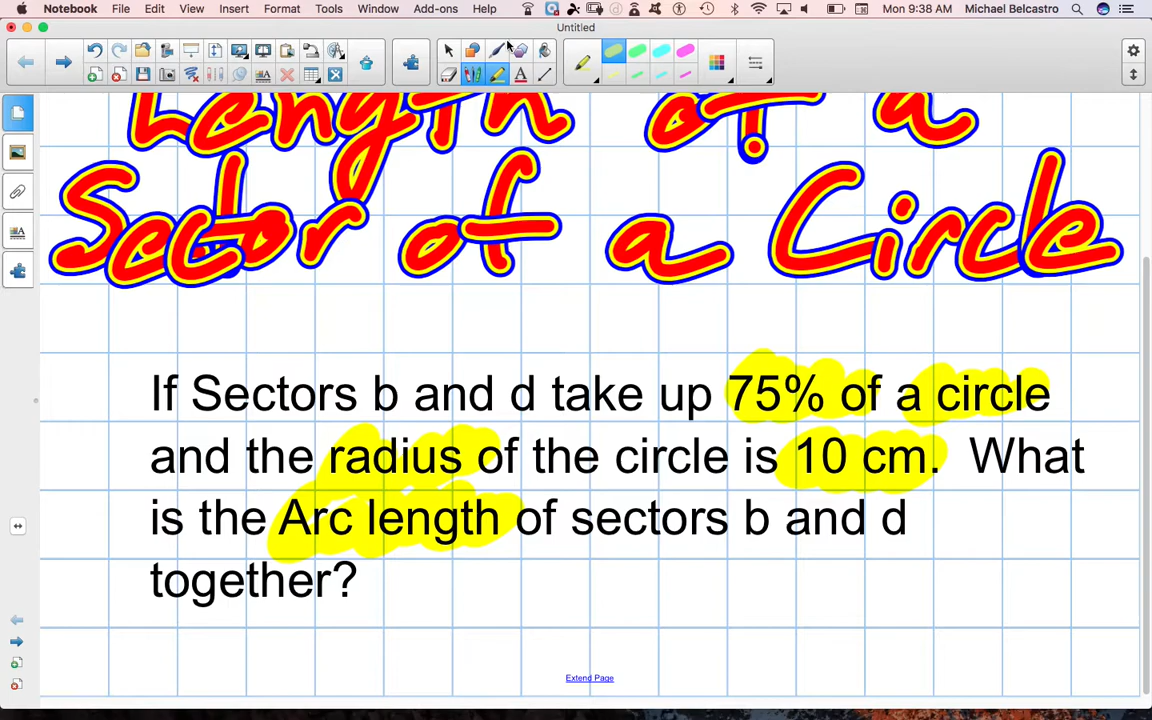 Notebook File Edit View Insert Format Tools Window Add-ons Help Mon 9:38 AM Michael Belcastro
Untitled
Length of a
Sector of a Circle
If Sectors b and d take up 75% of a circle
and the radius of the circle is 10 cm. What
is the Arc length of sectors b and d
together?
Extend Page